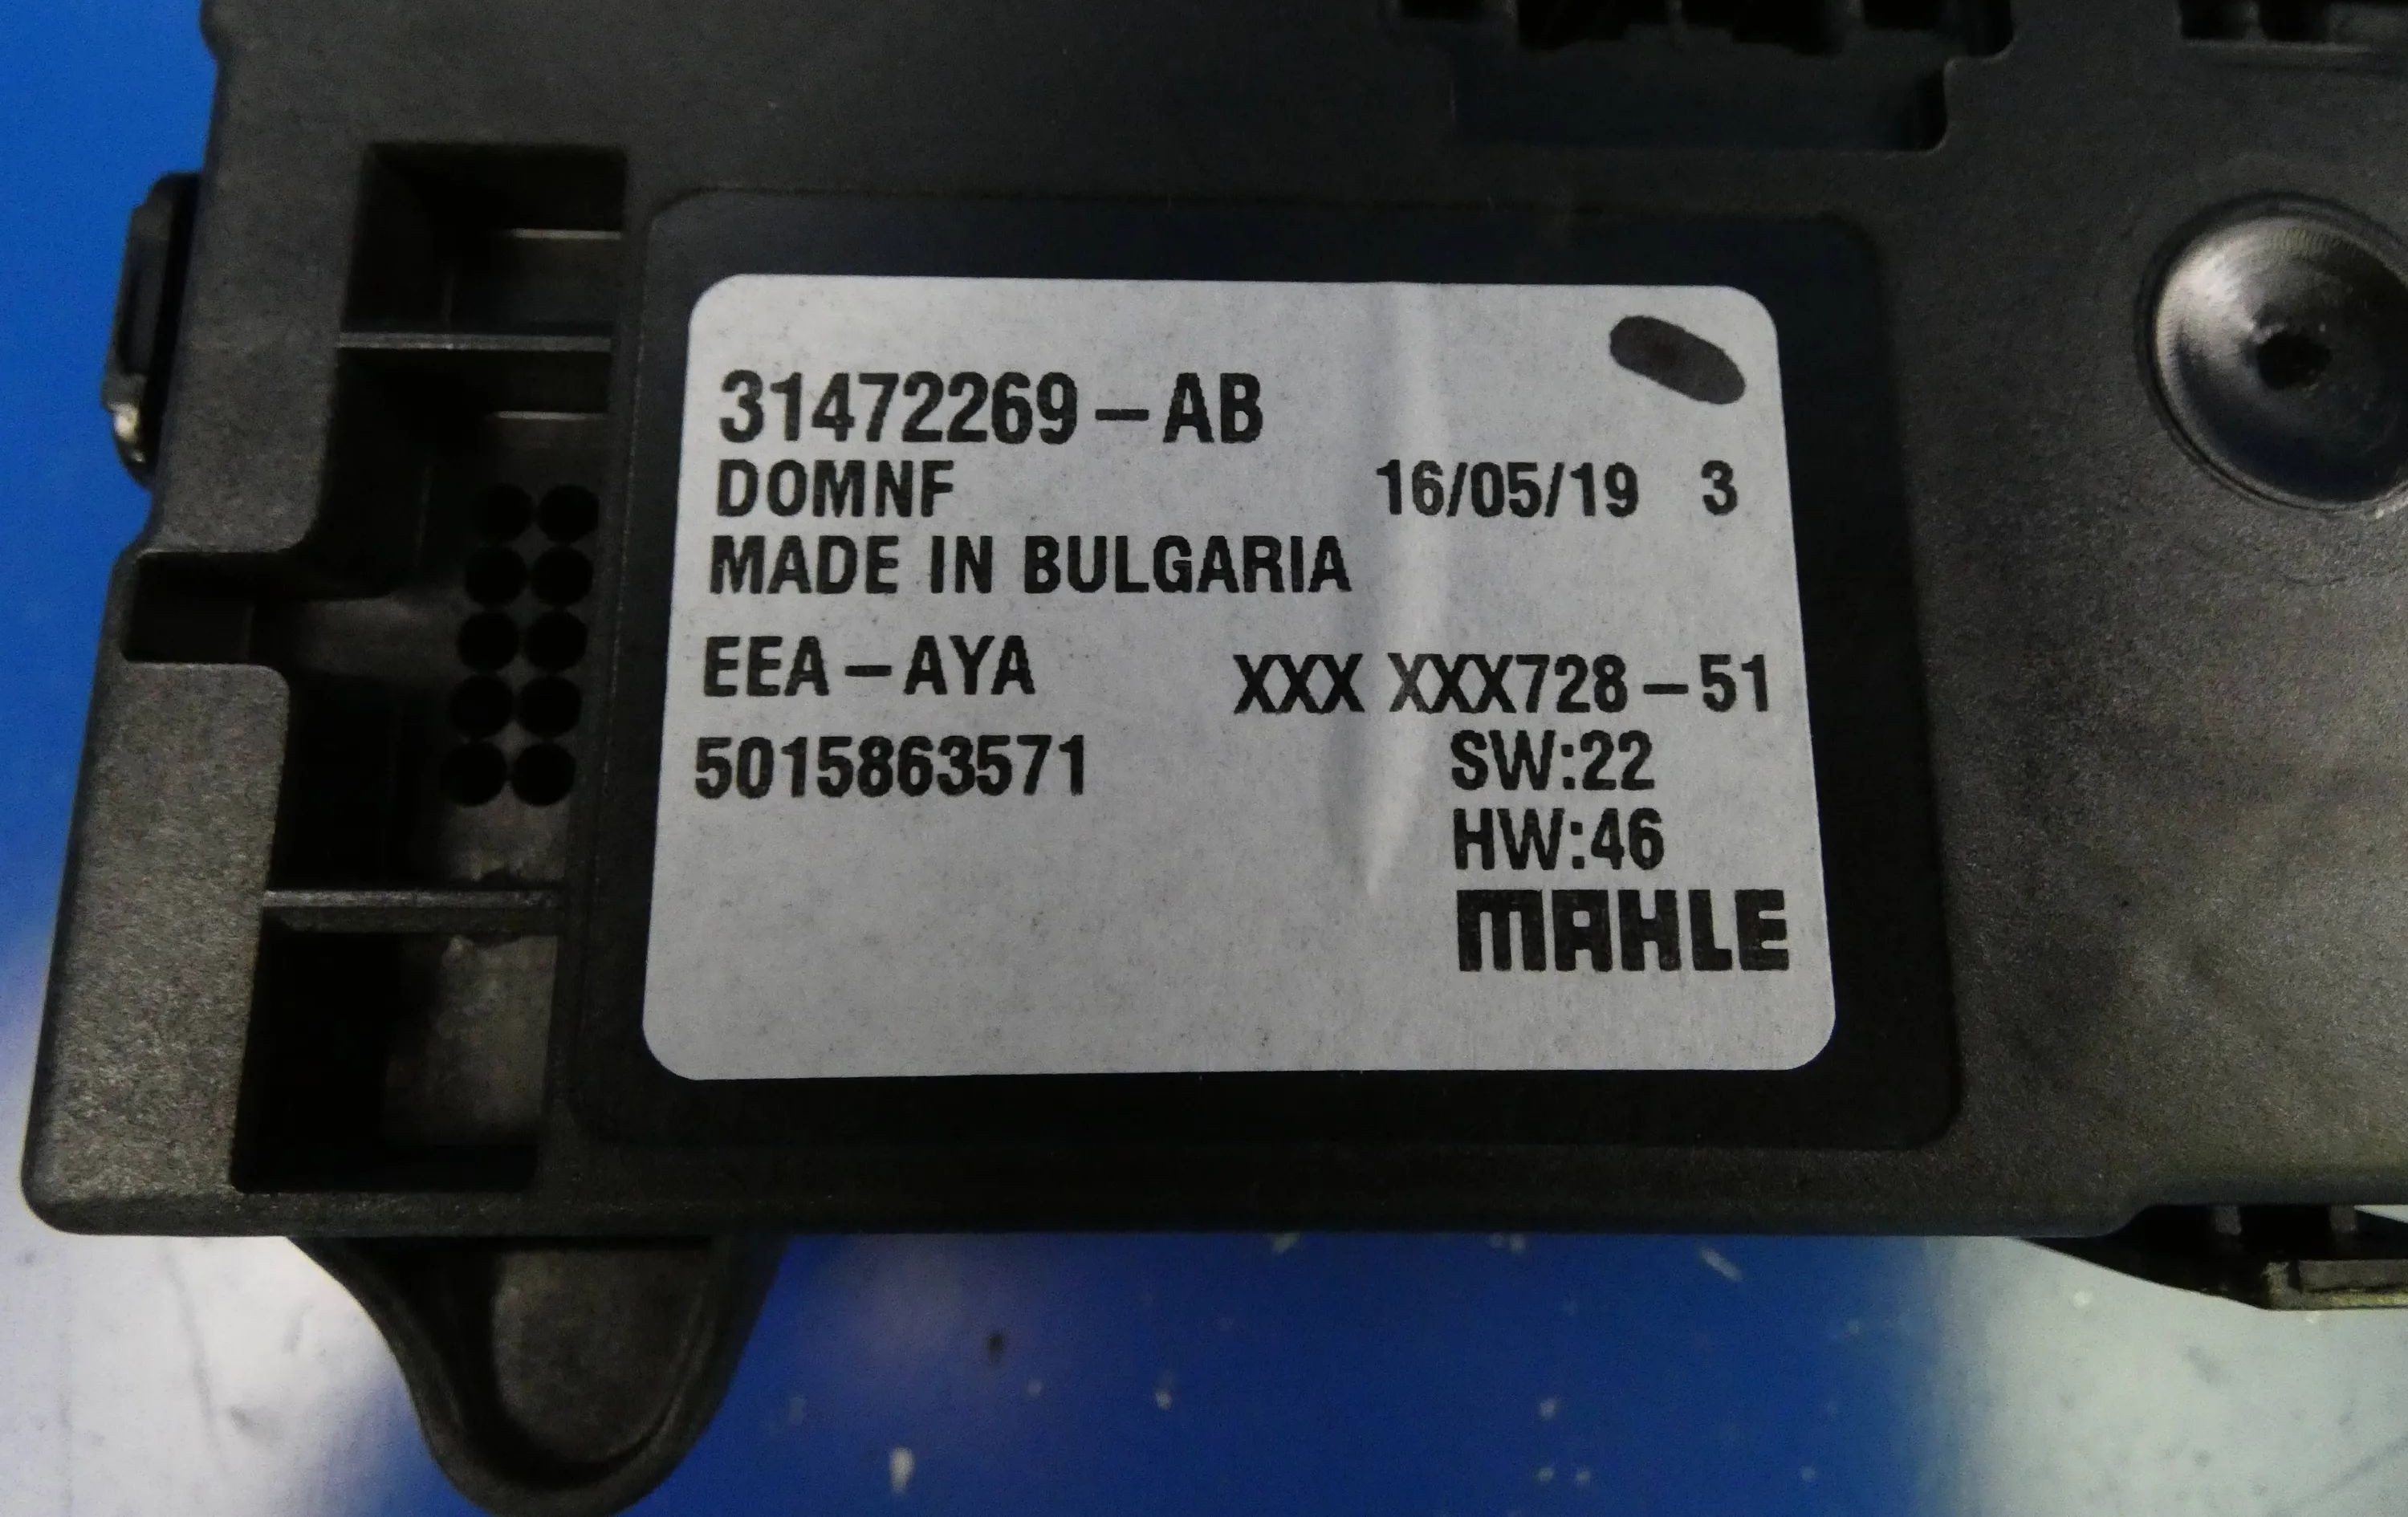 31472269-AB
DOMNF 16/05/19 3
MADE IN BULGARIA
EEA-AYA XXX XXX728-51
5015863571 SW:22
HW:46
MAHLE